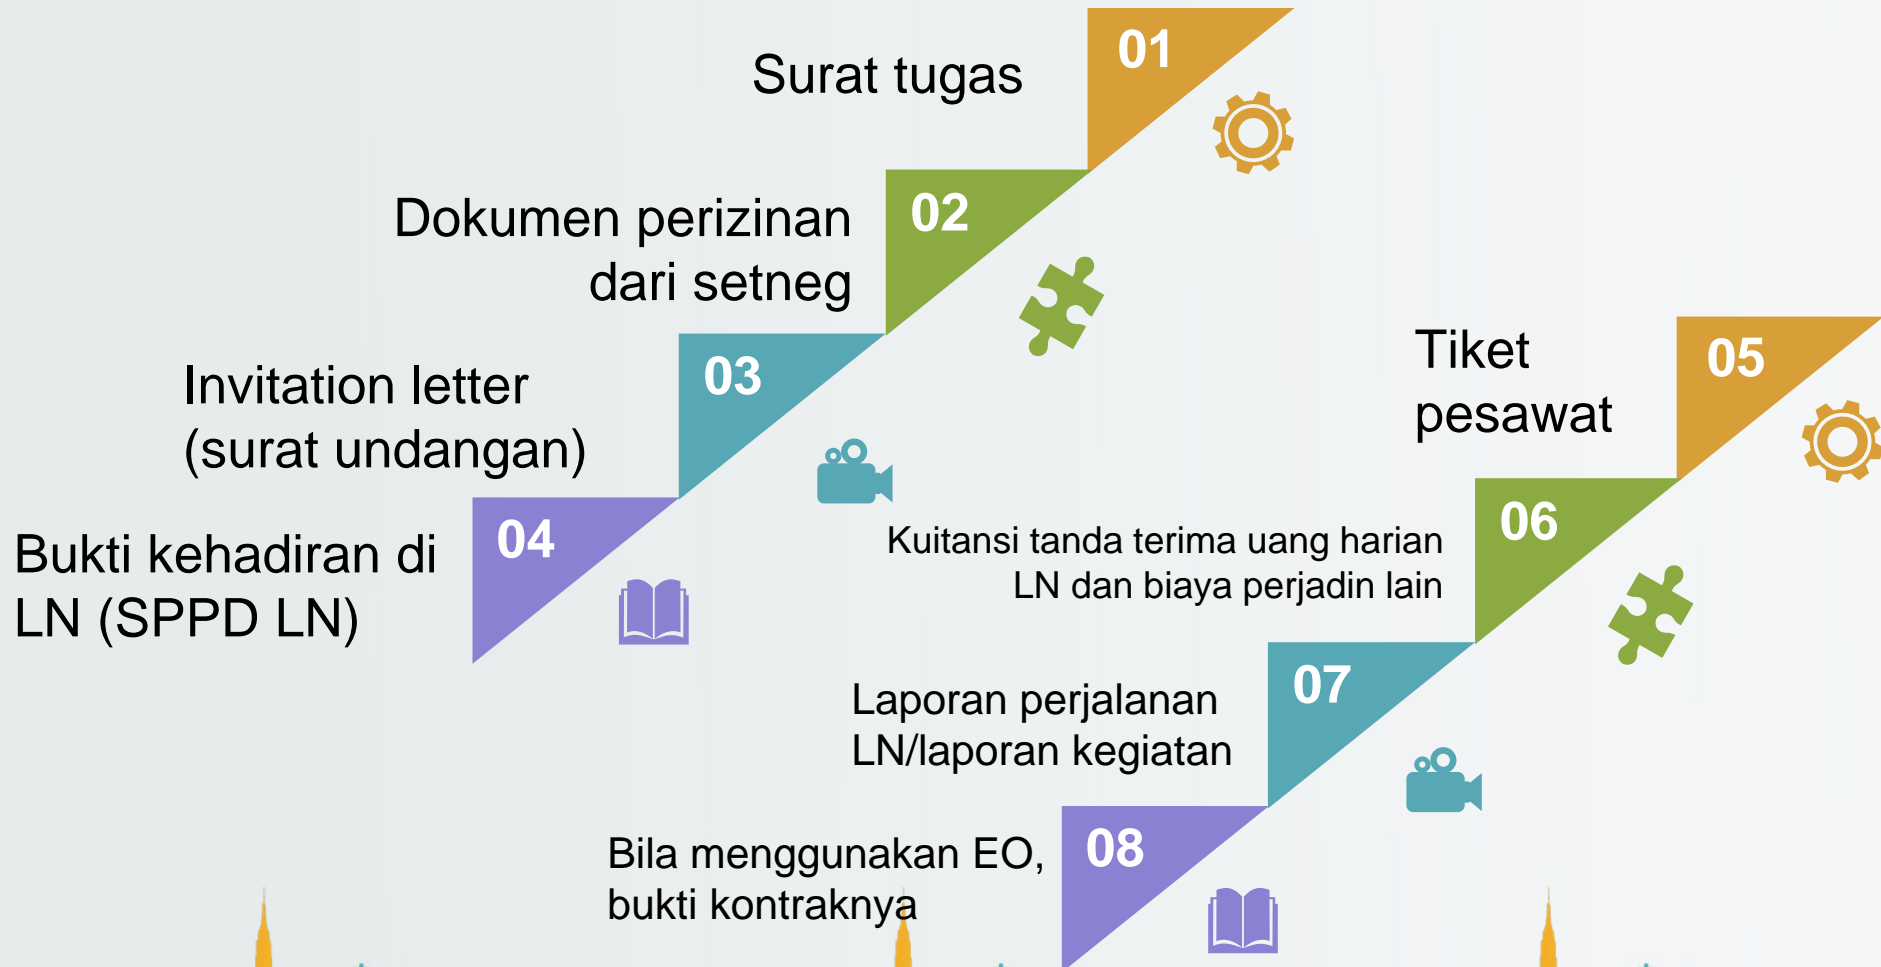 01
Surat tugas
02
Dokumen perizinan
dari setneg
03
Invitation letter
(surat undangan)
04
Bukti kehadiran di
LN (SPPD LN)
05
Tiket
pesawat
06
Kuitansi tanda terima uang harian
LN dan biaya perjadin lain
07
Laporan perjalanan
LN/laporan kegiatan
08
Bila menggunakan EO,
bukti kontraknya